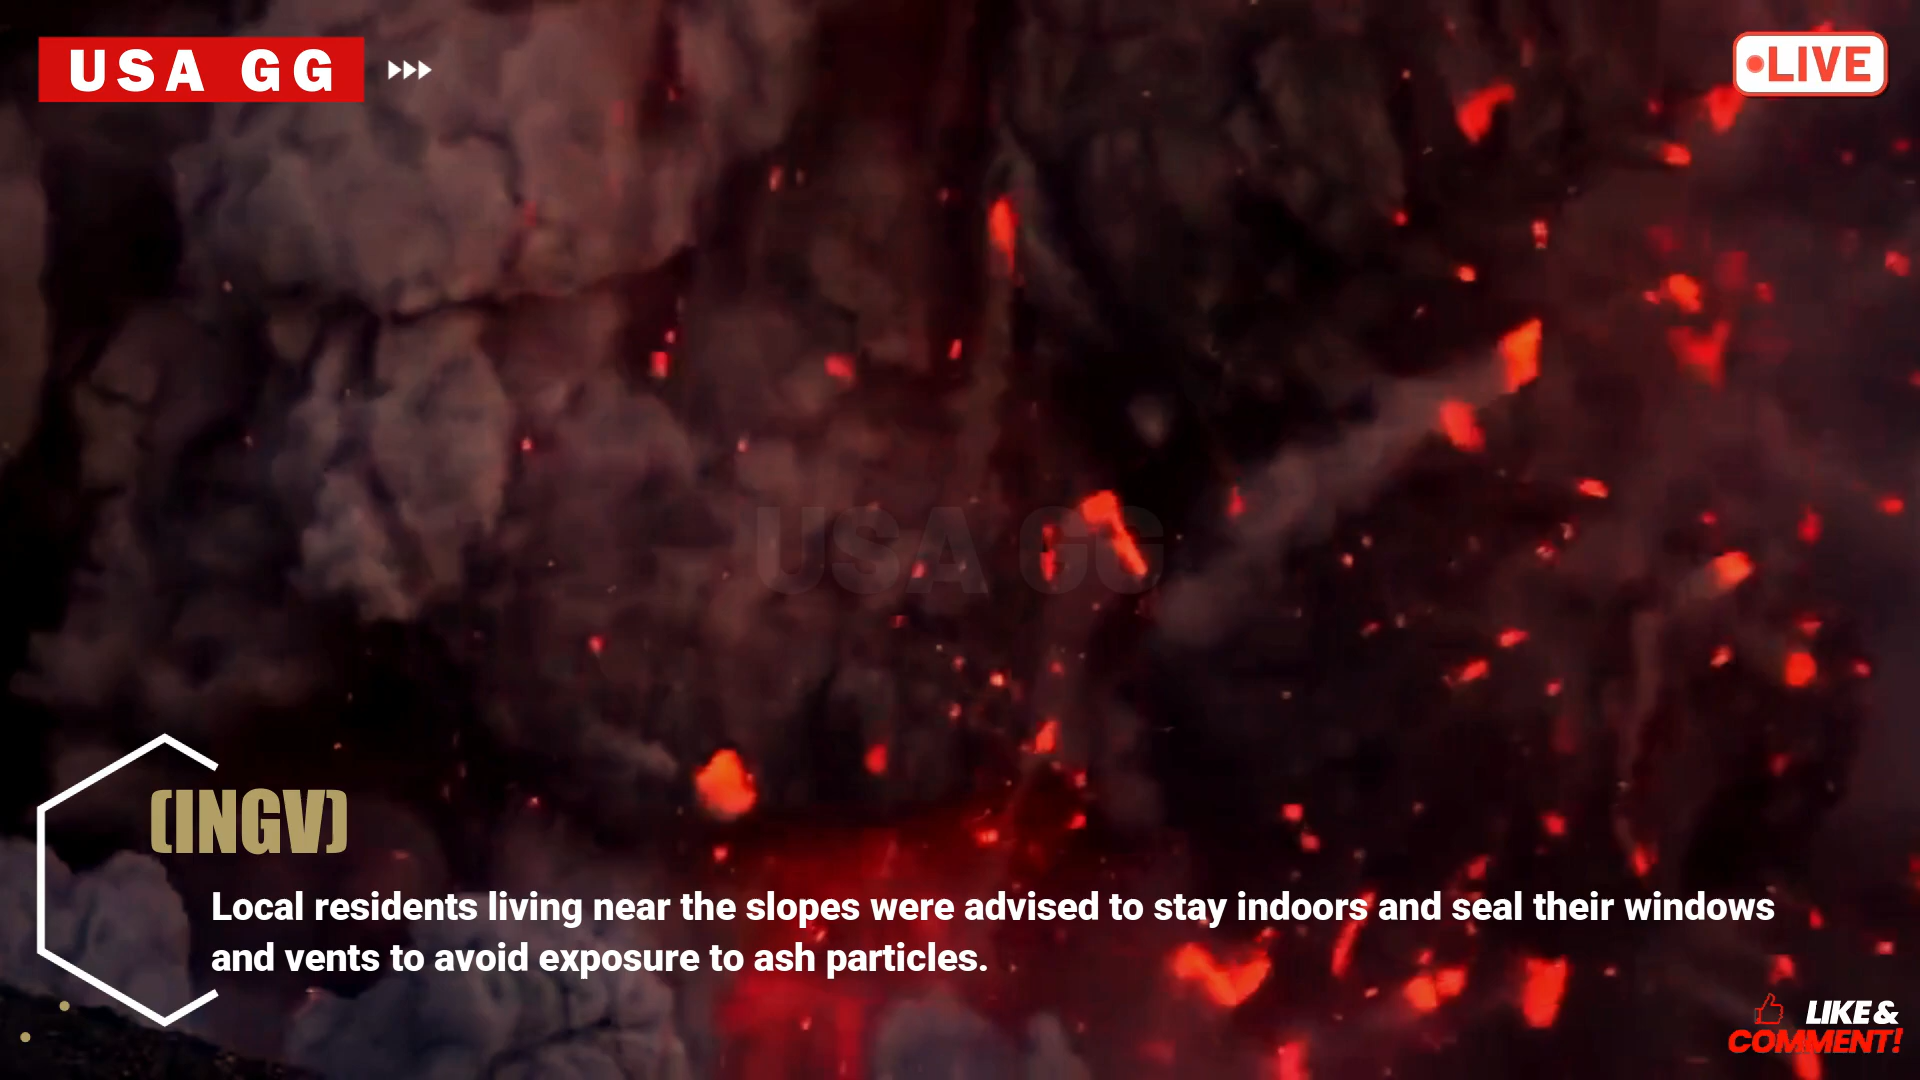 USA GG
LIVE
USA GG
(INGV)
Local residents living near the slopes were advised to stay indoors and seal their windows
and vents to avoid exposure to ash particles.
LIKE &
COMMENT!